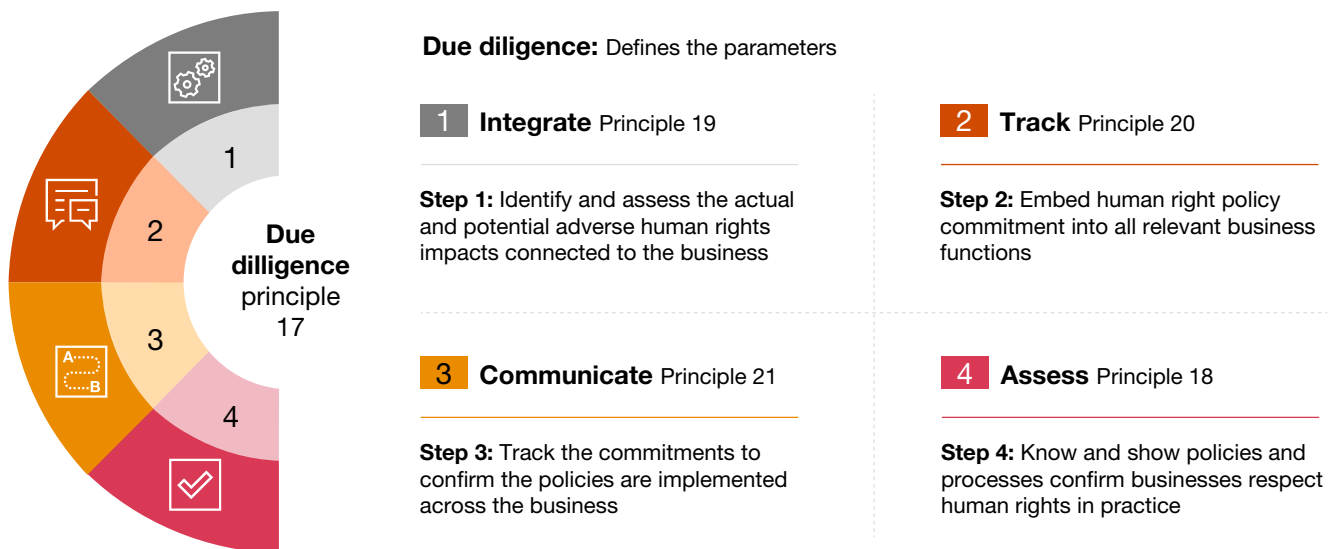 1
2
3
4
Due
dilligence
principle
17
A
B
Due diligence: Defines the parameters
1 Integrate Principle 19
Step 1: Identify and assess the actual
and potential adverse human rights
impacts connected to the business
2 Track Principle 20
Step 2: Embed human right policy
commitment into all relevant business
functions
3 Communicate Principle 21
Step 3: Track the commitments to
confirm the policies are implemented
across the business
4 Assess Principle 18
Step 4: Know and show policies and
processes confirm businesses respect
human rights in practice